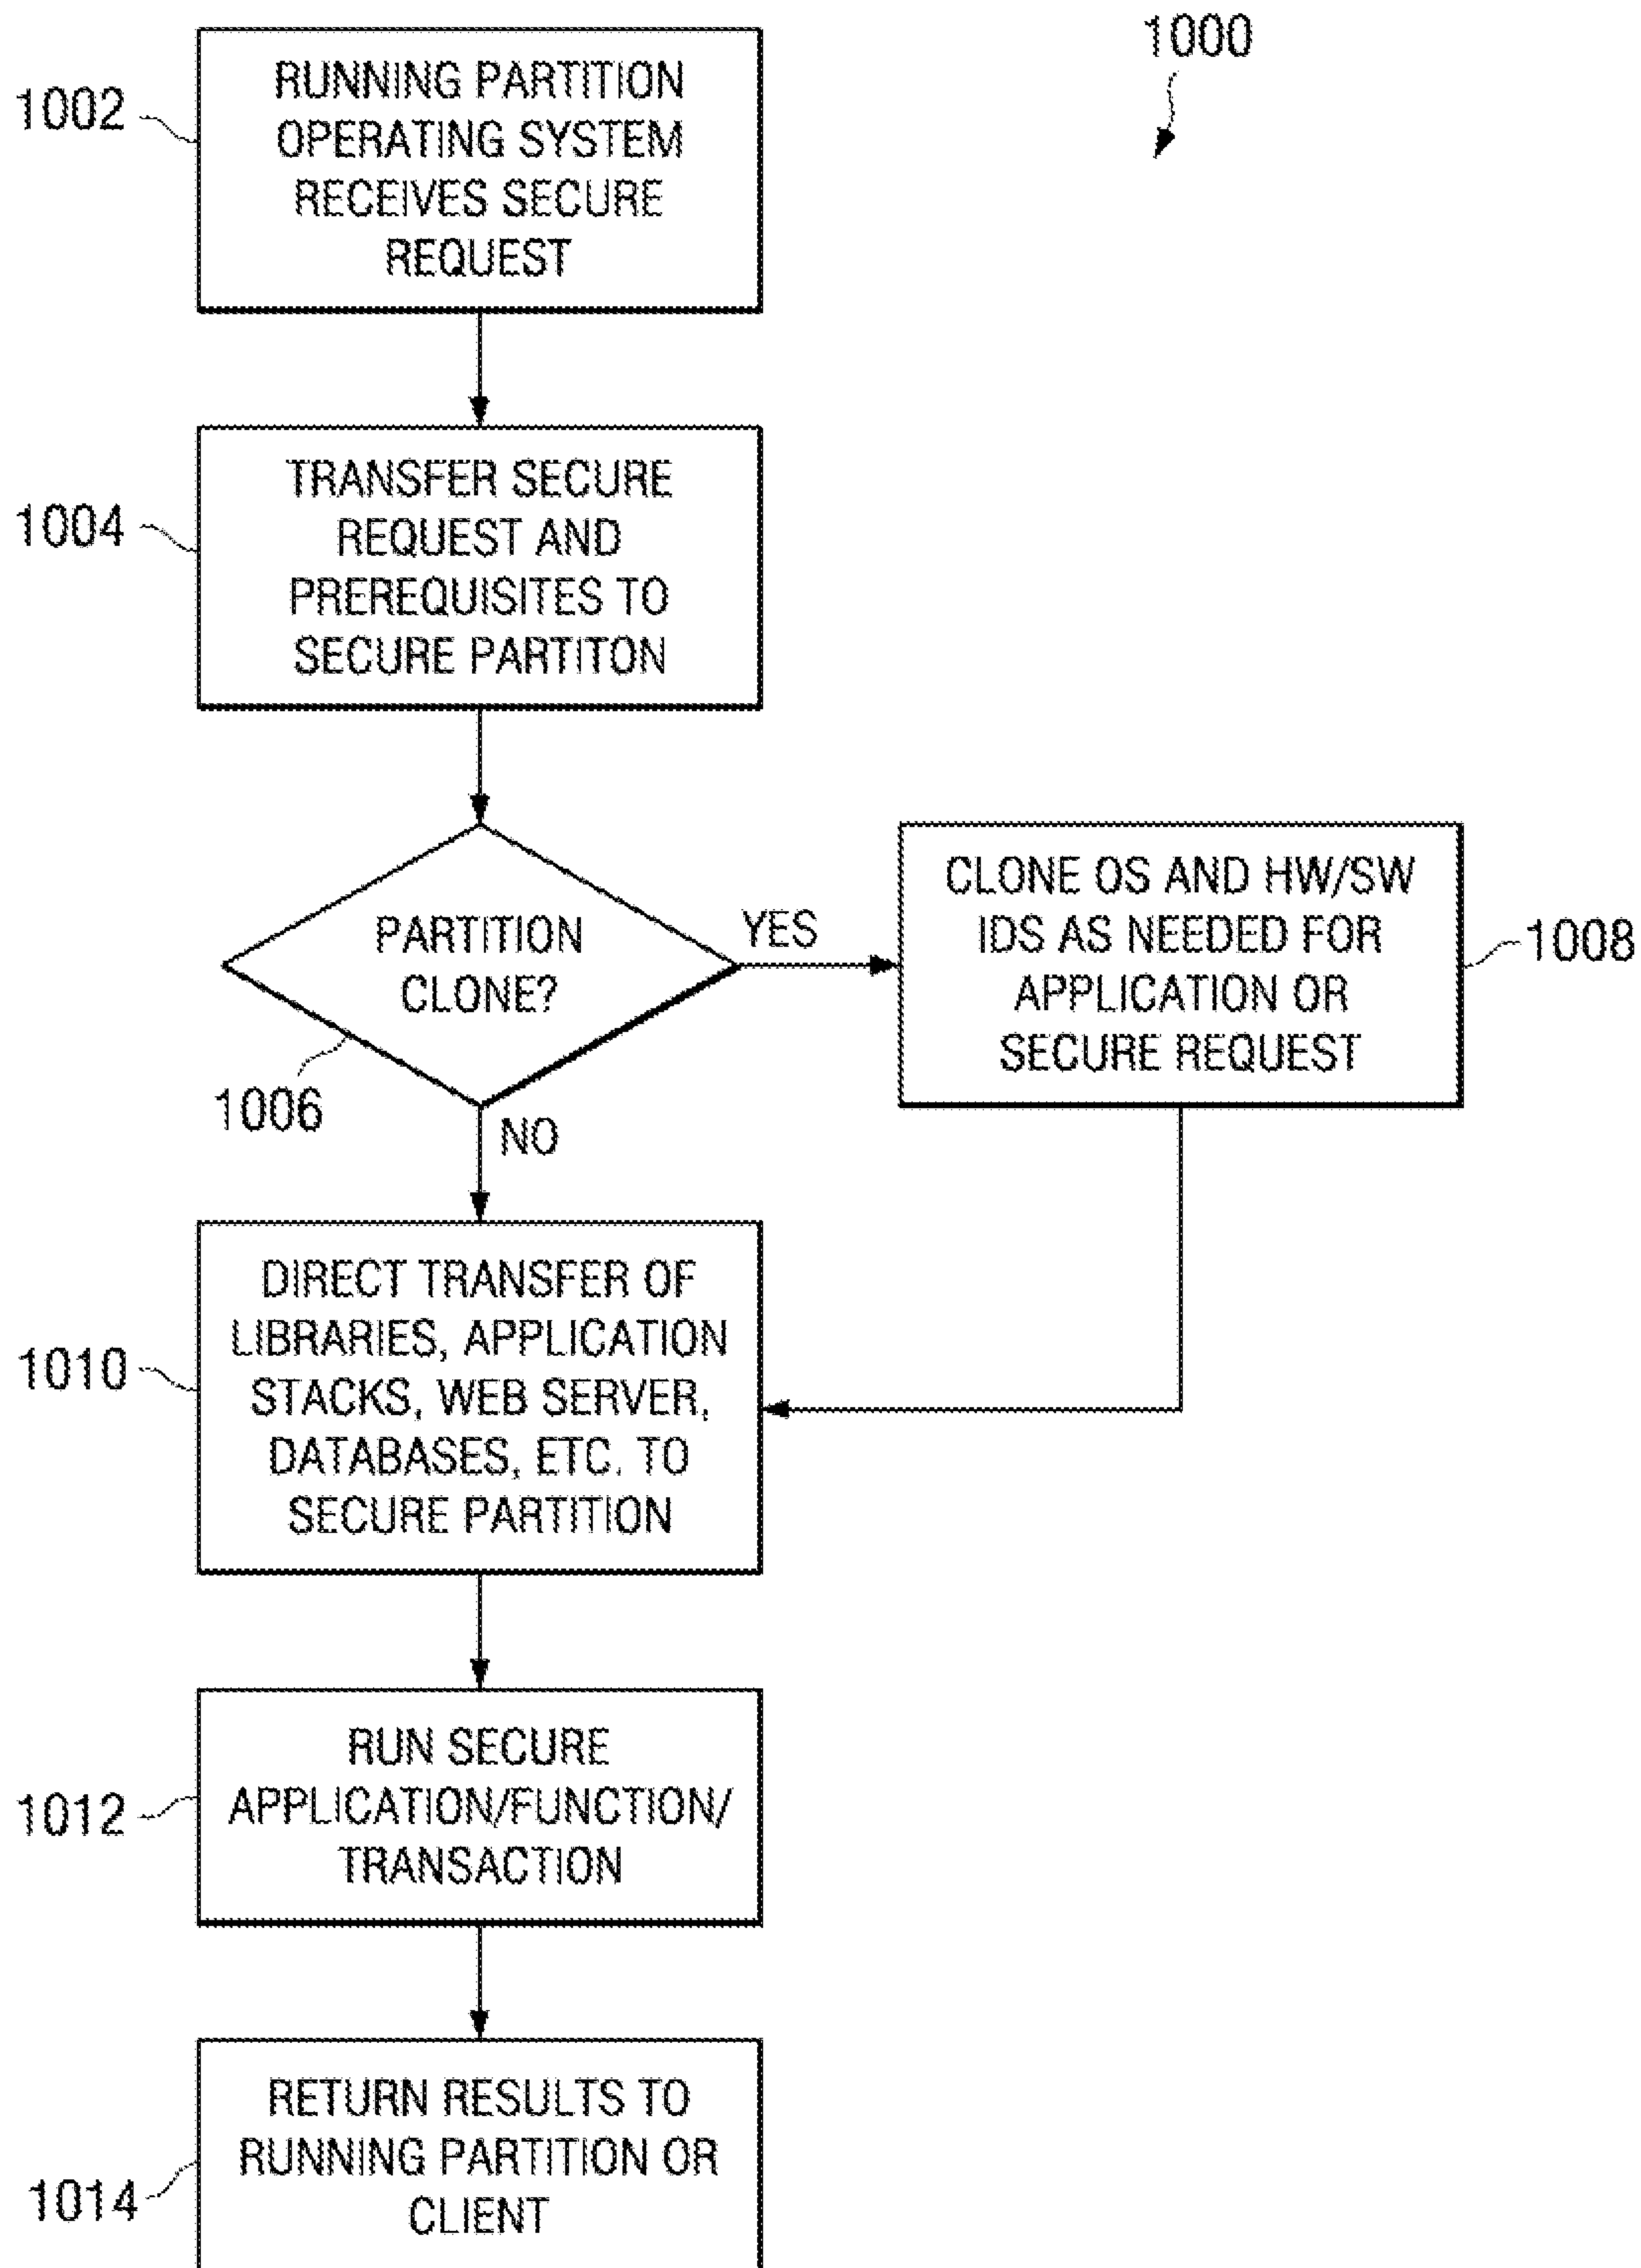 1000
1002
RUNNING PARTITION
OPERATING SYSTEM
RECEIVES SECURE
REQUEST
1004
TRANSFER SECURE
REQUEST AND
PREREQUISITES TO
SECURE PARTITON
PARTITION
CLONE?
1006
YES
NO
CLONE OS AND HW/SW
IDS AS NEEDED FOR
APPLICATION OR
SECURE REQUEST
1008
1010
DIRECT TRANSFER OF
LIBRARIES, APPLICATION
STACKS, WEB SERVER,
DATABASES, ETC. TO
SECURE PARTITION
1012
RUN SECURE
APPLICATION/FUNCTION/
TRANSACTION
1014
RETURN RESULTS TO
RUNNING PARTITION OR
CLIENT